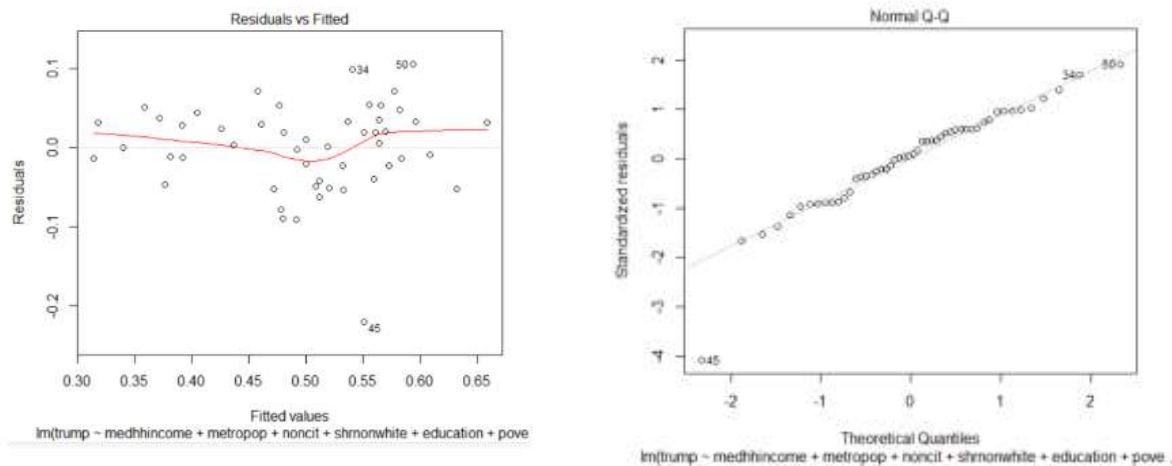 Residuals vs Fitted
Residuals
0.1
0.0
-0.1
-0.2
34
50
45
0.30 0.35 0.40 0.45 0.50 0.55 0.60 0.65
Fitted values
lm(trump ~ medhhincome + metropop + noncit + shrnonwhite + education + pove
Normal Q-Q
Standardized residuals
2
1
0
-1
-2
-3
-4
34
50
45
-2 -1 0 1 2
Theoretical Quantiles
lm(trump ~ medhhincome + metropop + noncit + shrnonwhite + education + pove